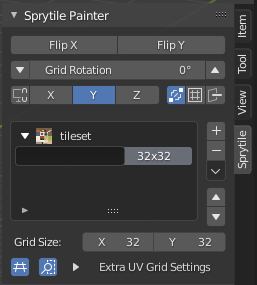 Sprytile Painter
Flip X Flip Y
Grid Rotation 0°
X Y Z
tileset
32x32
Grid Size: X 32 Y 32
Extra UV Grid Settings
Item
Tool
View
Sprytile